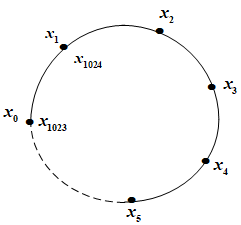 x₂
x₁
x₁₀₂₄
x₃
x₀ x₁₀₂₃
x₄
x₅